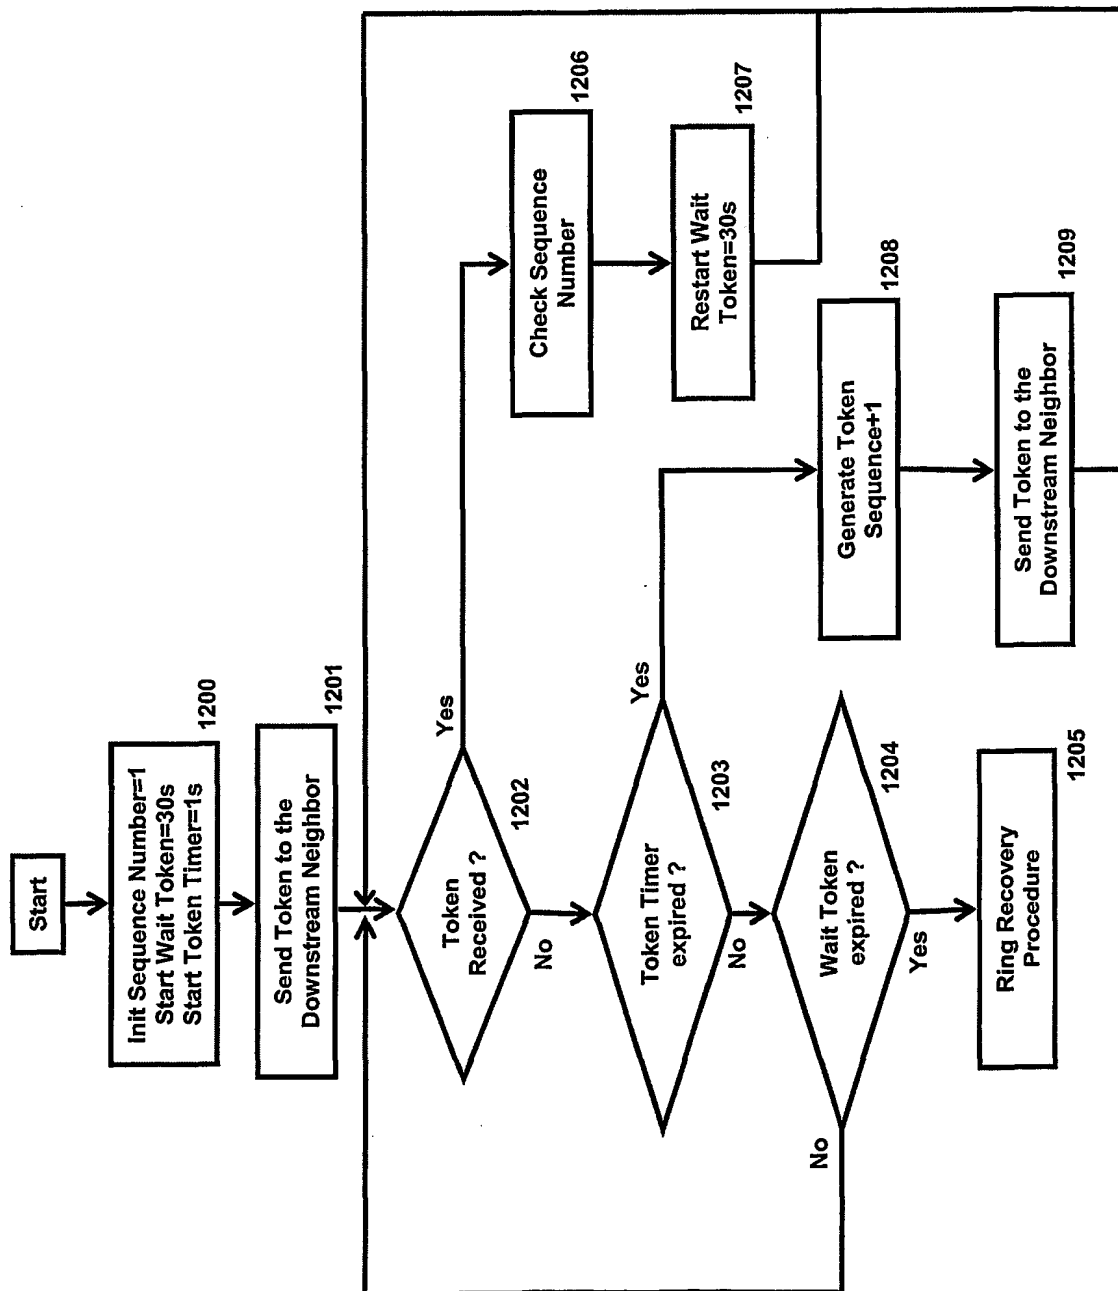 Start
Init Sequence Number=1
Start Wait Token=30s
Start Token Timer=1s
1200
Send Token to the
Downstream Neighbor
1201
Token
Received ?
1202
Yes
No
Check Sequence
Number
1206
Restart Wait
Token=30s
1207
Token Timer
expired ?
1203
Yes
No
Generate Token
Sequence+1
1208
Send Token to the
Downstream Neighbor
1209
Wait Token
expired ?
1204
No
Yes
Ring Recovery
Procedure
1205